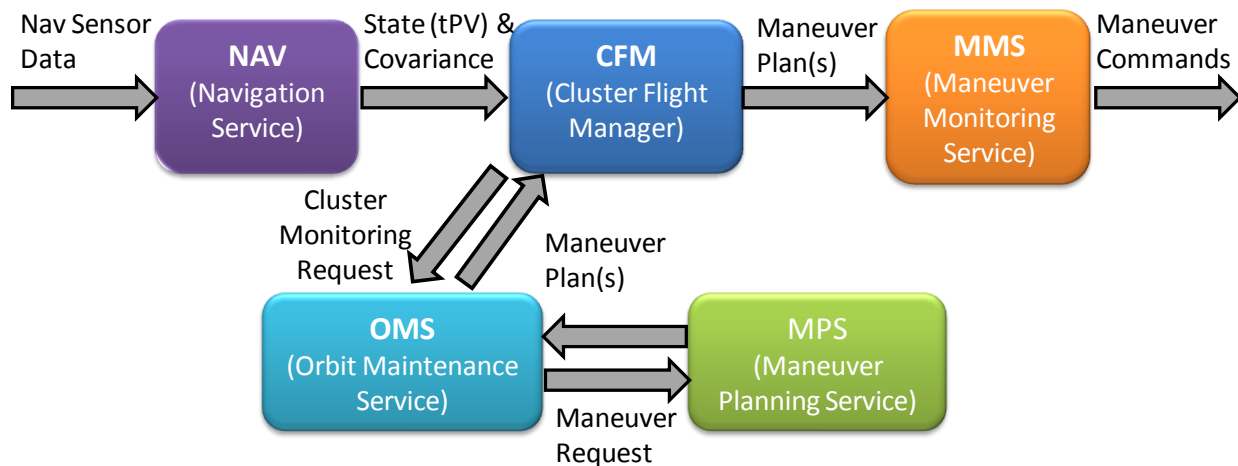 Nav Sensor
Data
NAV
(Navigation
Service)
State (tPV) &
Covariance
CFM
(Cluster Flight
Manager)
Maneuver
Plan(s)
MMS
(Maneuver
Monitoring
Service)
Maneuver
Commands
Cluster
Monitoring
Request
Maneuver
Plan(s)
OMS
(Orbit Maintenance
Service)
MPS
(Maneuver
Planning Service)
Maneuver
Request